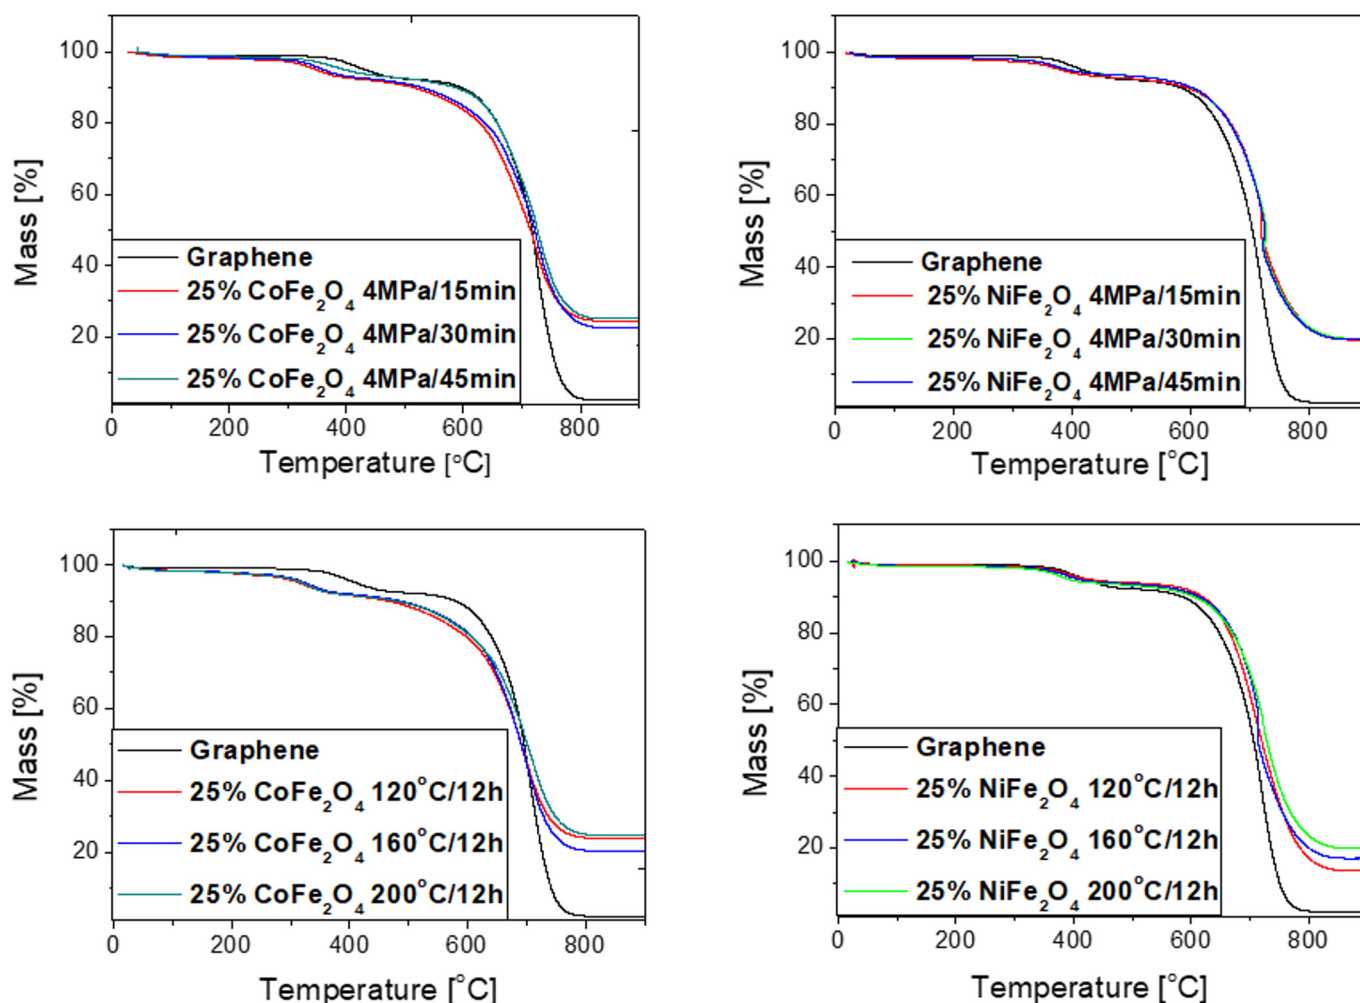 100
80
60
40
20
Mass [%]
Graphene
25% CoFe₂O₄ 4MPa/15min
25% CoFe₂O₄ 4MPa/30min
25% CoFe₂O₄ 4MPa/45min
0 200 400 600 800
Temperature [°C]
100
80
60
40
20
Mass [%]
Graphene
25% NiFe₂O₄ 4MPa/15min
25% NiFe₂O₄ 4MPa/30min
25% NiFe₂O₄ 4MPa/45min
0 200 400 600 800
Temperature [°C]
100
80
60
40
20
Mass [%]
Graphene
25% CoFe₂O₄ 120°C/12h
25% CoFe₂O₄ 160°C/12h
25% CoFe₂O₄ 200°C/12h
0 200 400 600 800
Temperature [°C]
100
80
60
40
20
Mass [%]
Graphene
25% NiFe₂O₄ 120°C/12h
25% NiFe₂O₄ 160°C/12h
25% NiFe₂O₄ 200°C/12h
0 200 400 600 800
Temperature [°C]